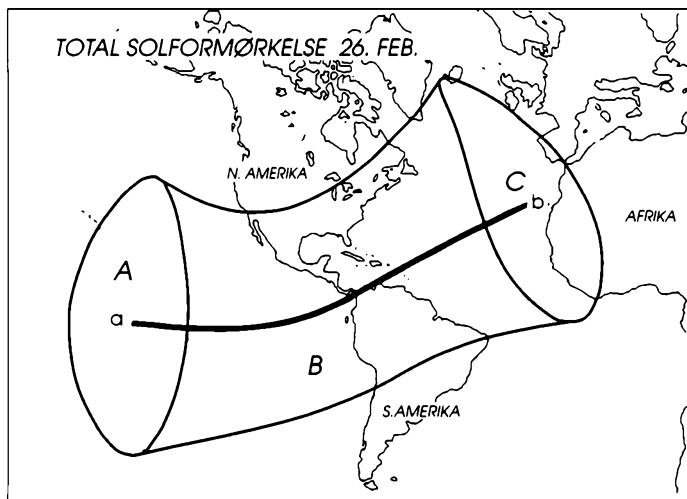 TOTAL SOLFORMØRKELSE 26. FEB.
N. AMERIKA
C
b
AFRIKA
A
a
B
S.AMERIKA